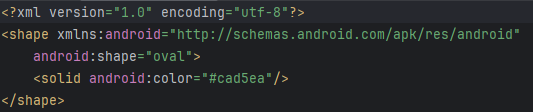 <?xml version="1.0" encoding="utf-8"?>
<shape xmlns:android="http://schemas.android.com/apk/res/android"
    android:shape="oval">
    <solid android:color="#cad5ea"/>
</shape>